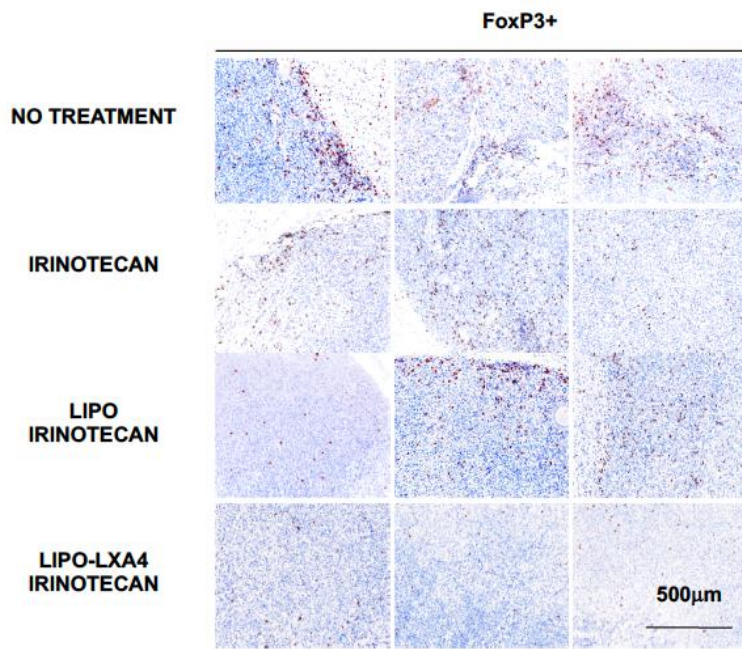 FoxP3+
NO TREATMENT
IRINOTECAN
LIPO
IRINOTECAN
LIPO-LXA4
IRINOTECAN
500μm